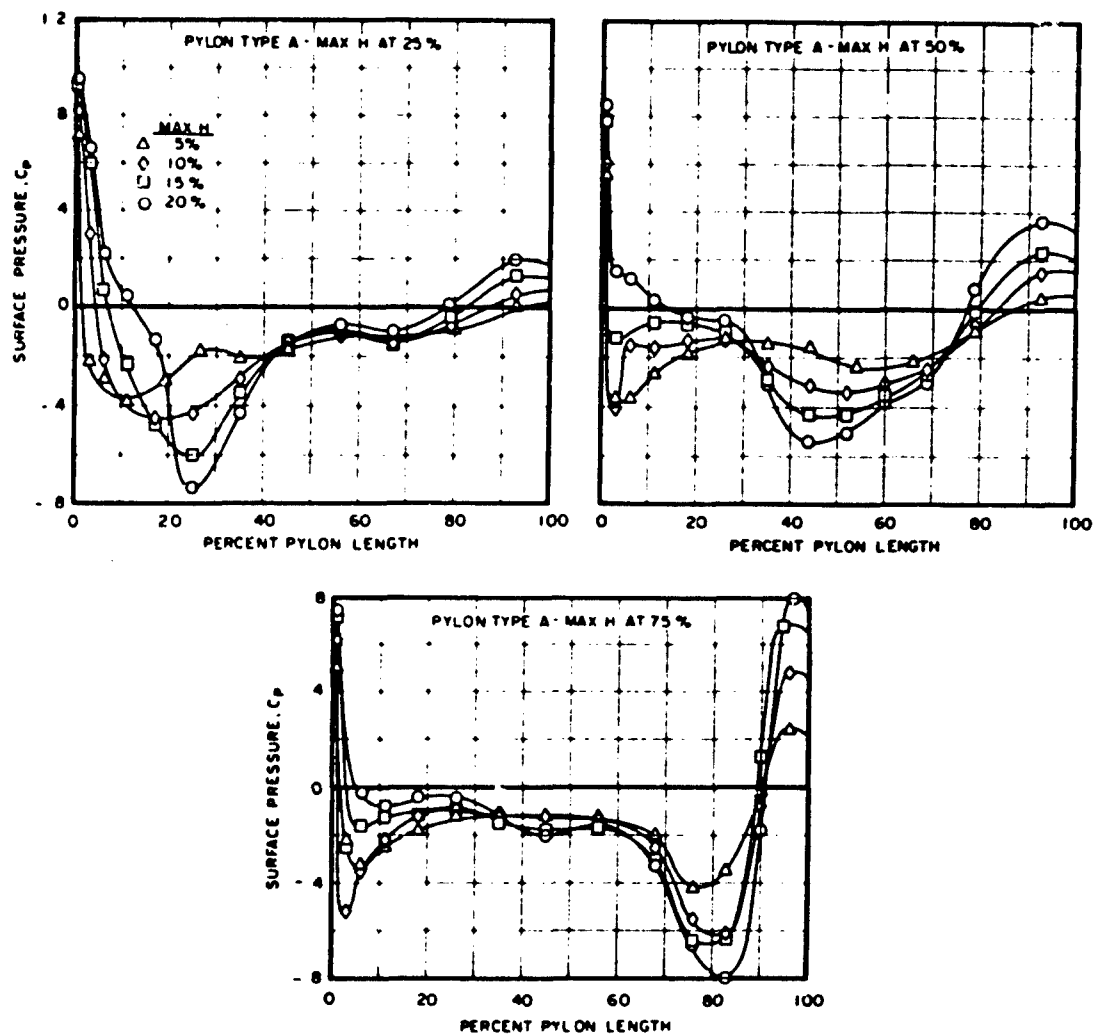 1 2
PYLON TYPE A - MAX H AT 25%
8
MAX H
△ 5%
◇ 10%
□ 15%
○ 20%
4
0
- 4
- 8
SURFACE PRESSURE, Cp
0 20 40 60 80 100
PERCENT PYLON LENGTH
PYLON TYPE A - MAX H AT 50%
0 20 40 60 80 100
PERCENT PYLON LENGTH
8
PYLON TYPE A - MAX H AT 75%
4
0
- 4
- 8
SURFACE PRESSURE, Cp
0 20 40 60 80 100
PERCENT PYLON LENGTH